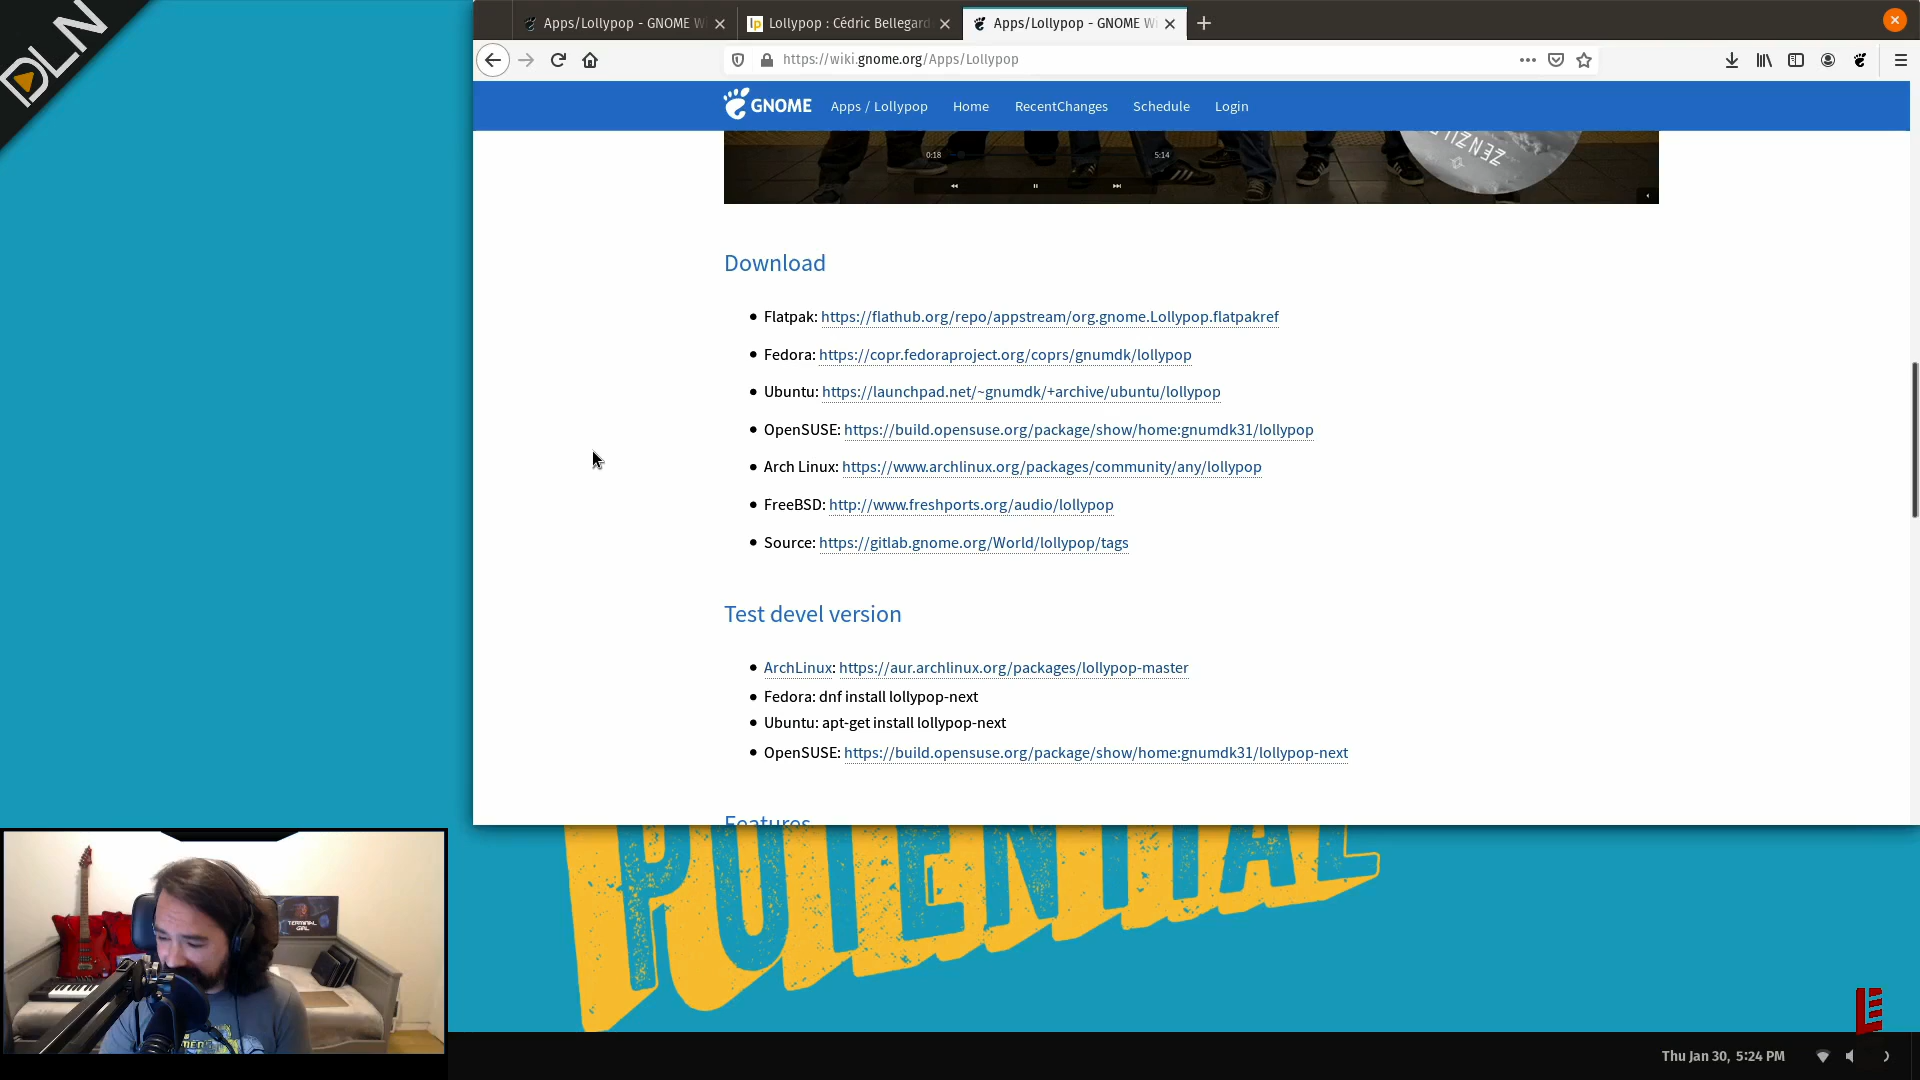 DLN
Apps/Lollypop - GNOME W
Lollypop : Cédric Bellegard
Apps/Lollypop - GNOME W
https://wiki.gnome.org/Apps/Lollypop
GNOME Apps / Lollypop Home RecentChanges Schedule Login
ZENZILE
0:18 5:14
Download
Flatpak: https://flathub.org/repo/appstream/org.gnome.Lollypop.flatpakref
Fedora: https://copr.fedoraproject.org/coprs/gnumdk/lollypop
Ubuntu: https://launchpad.net/~gnumdk/+archive/ubuntu/lollypop
OpenSUSE: https://build.opensuse.org/package/show/home:gnumdk31/lollypop
Arch Linux: https://www.archlinux.org/packages/community/any/lollypop
FreeBSD: http://www.freshports.org/audio/lollypop
Source: https://gitlab.gnome.org/World/lollypop/tags
Test devel version
ArchLinux: https://aur.archlinux.org/packages/lollypop-master
Fedora: dnf install lollypop-next
Ubuntu: apt-get install lollypop-next
OpenSUSE: https://build.opensuse.org/package/show/home:gnumdk31/lollypop-next
Features
POTENTIAL
TERMINAL
LE
Thu Jan 30, 5:24 PM